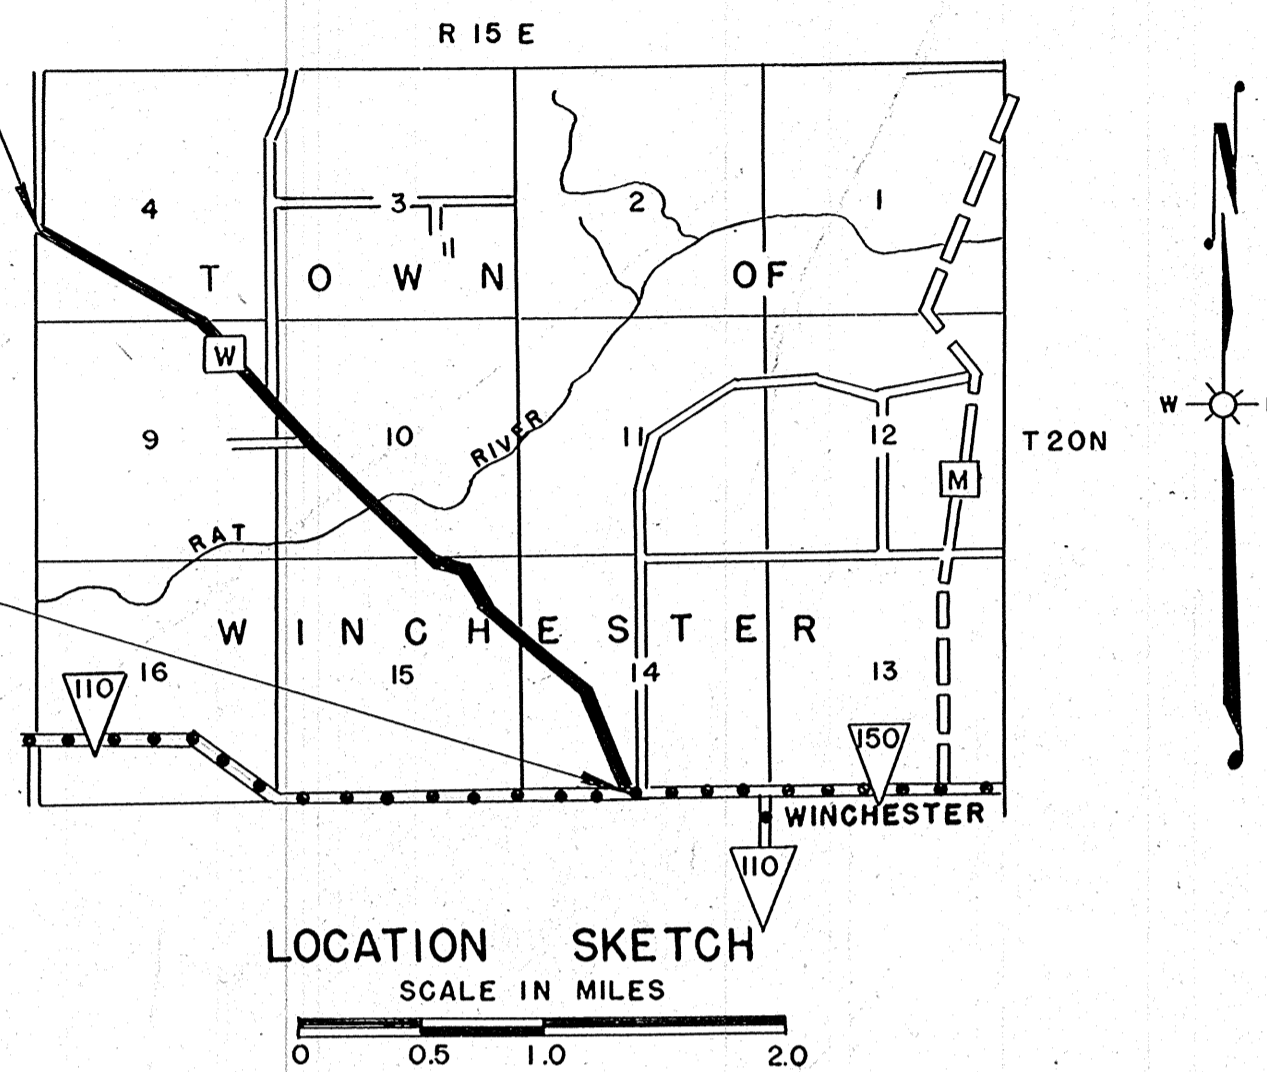 R 15 E
4 3 2 1
T O W N OF
W
9 10 RIVER 11 12 T20N
M
RAT
W I N C H E S T E R
16 15 14 13
110
150
WINCHESTER
110
W
LOCATION SKETCH
SCALE IN MILES
0 0.5 1.0 2.0